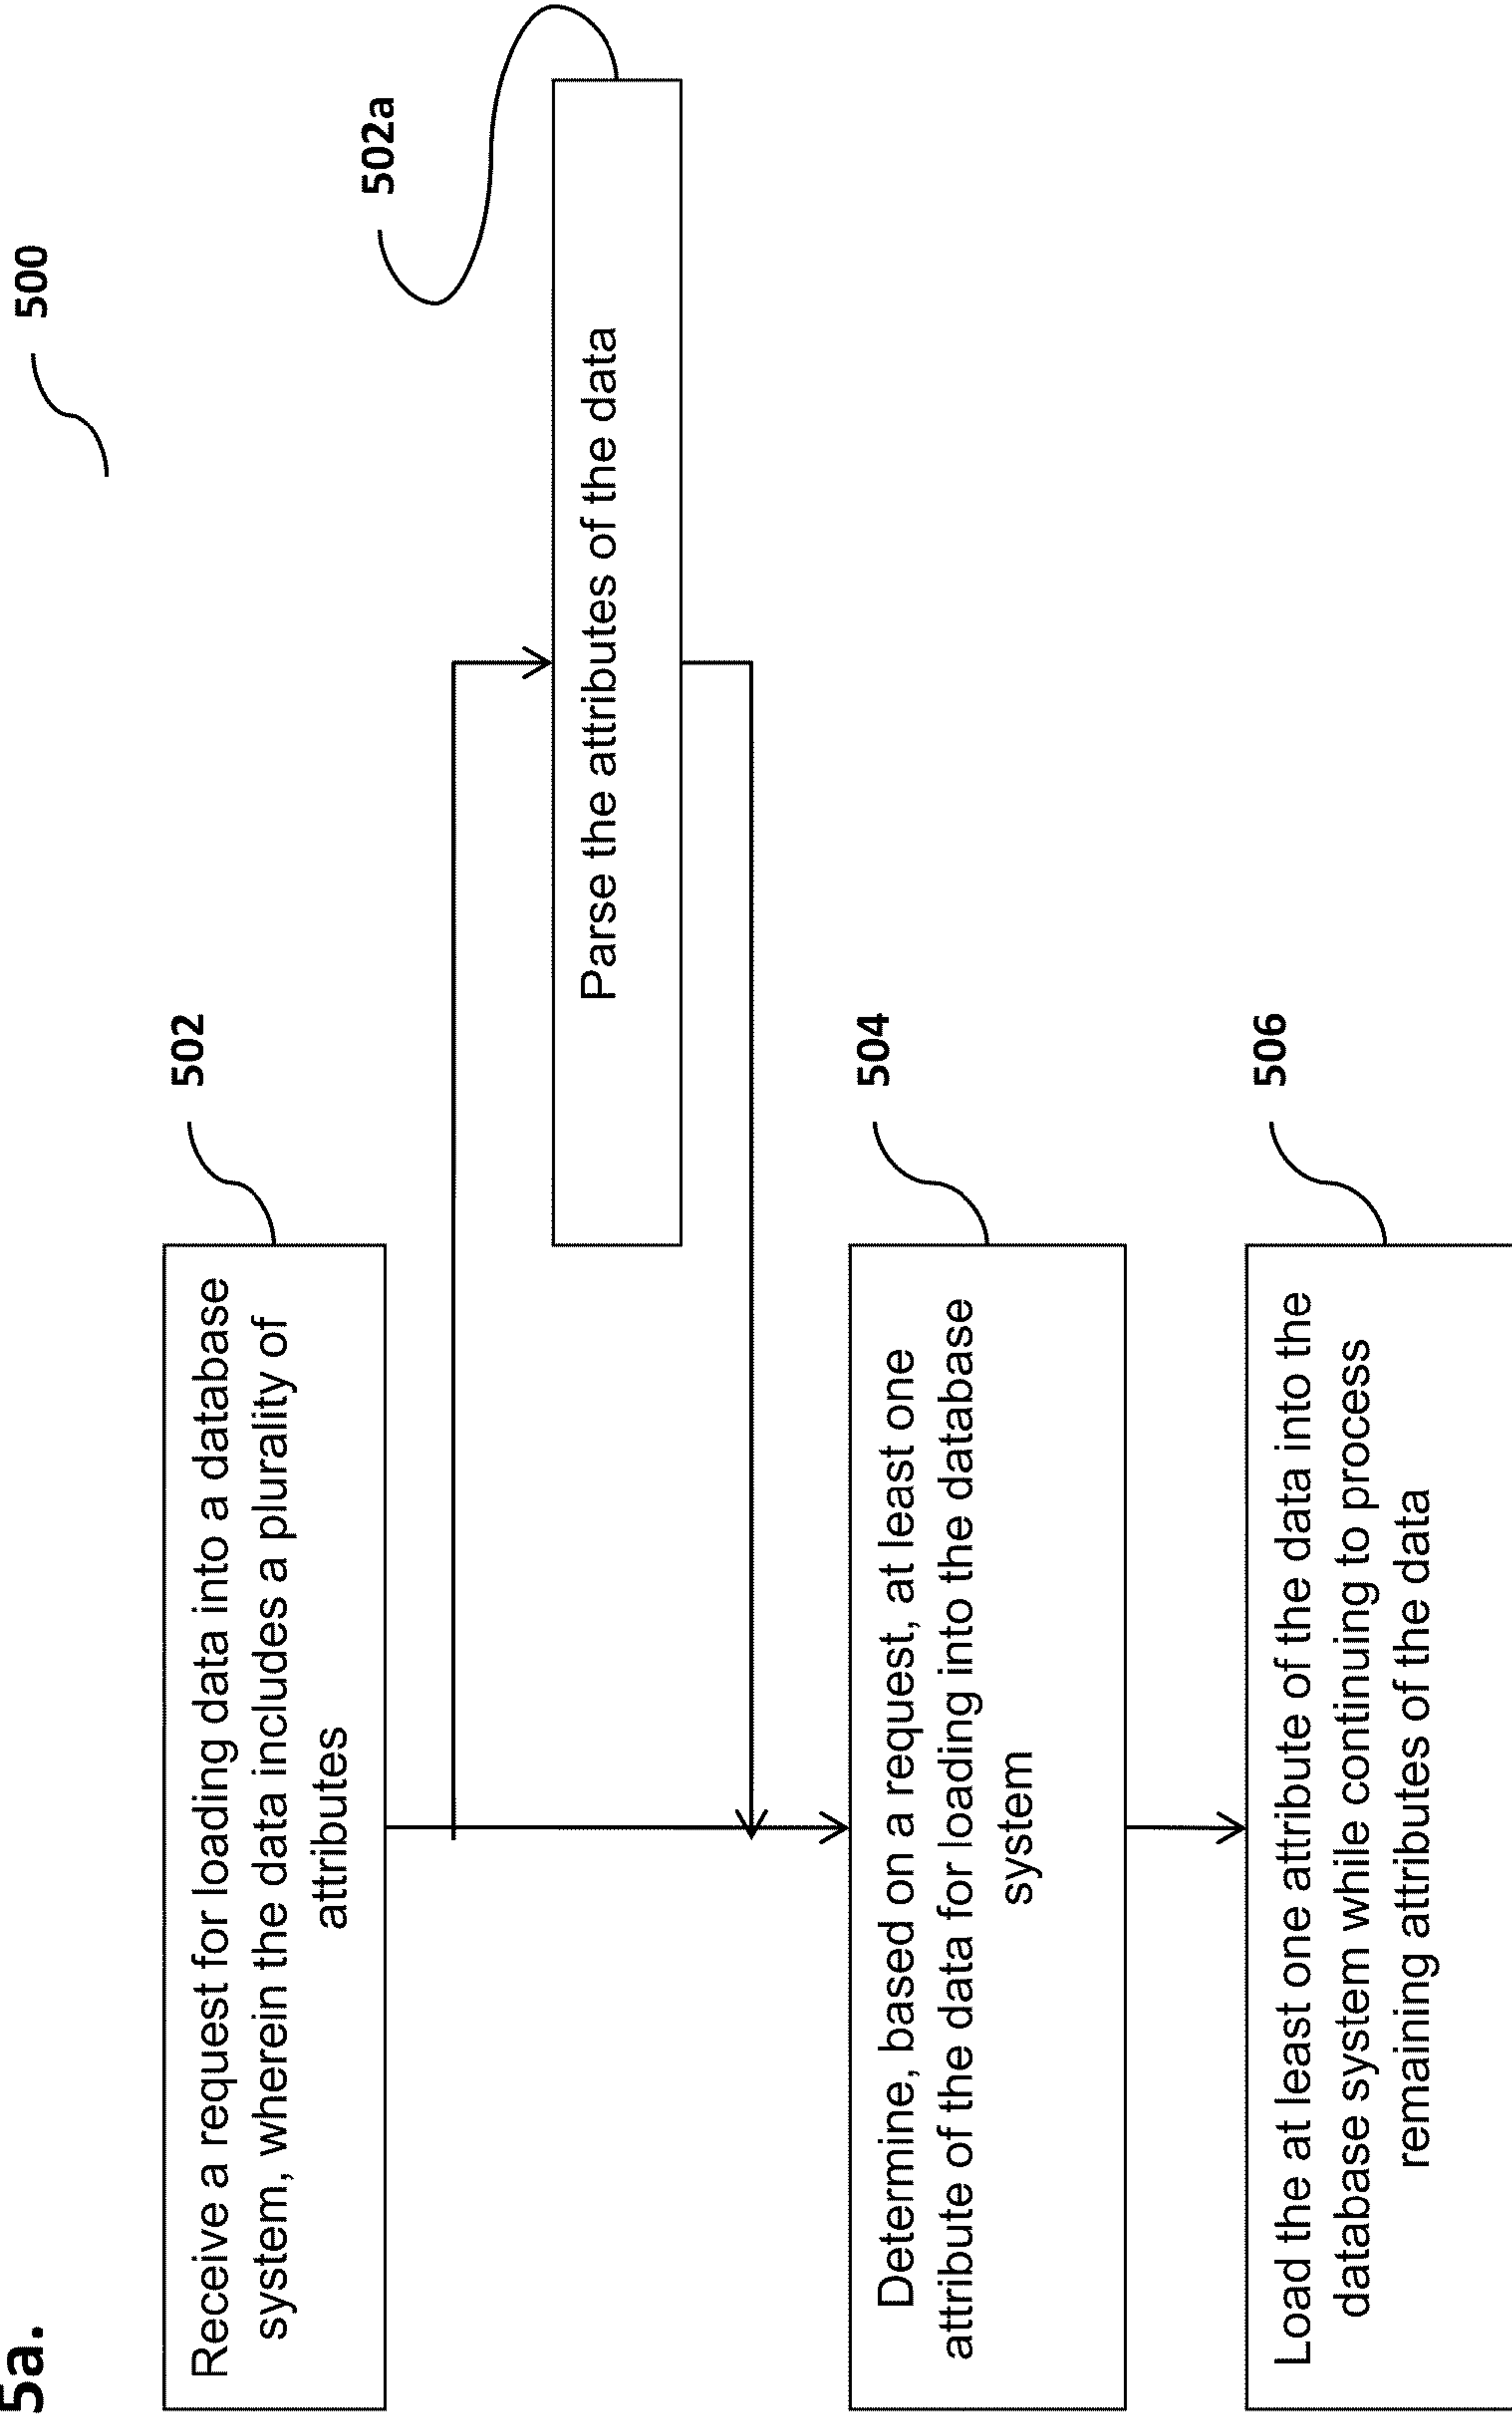 5a.
500
502
Receive a request for loading data into a database
system, wherein the data includes a plurality of
attributes
502a
Parse the attributes of the data
504
Determine, based on a request, at least one
attribute of the data for loading into the database
system
506
Load the at least one attribute of the data into the
database system while continuing to process
remaining attributes of the data